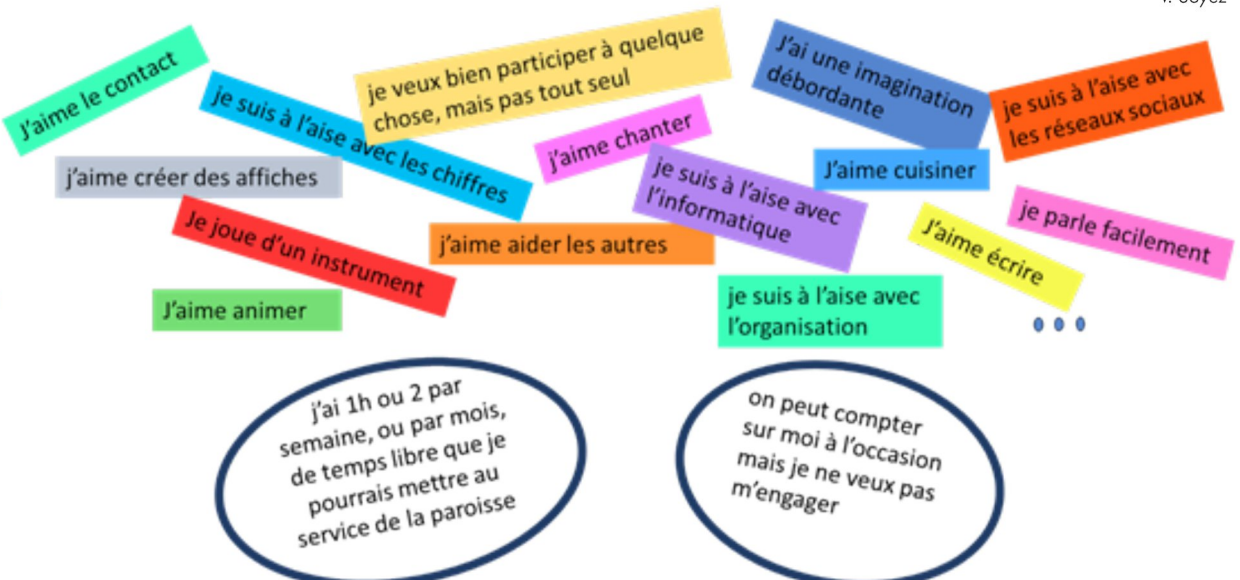 J'aime le contact
je suis à l'aise avec les chiffres
je veux bien participer à quelque
chose, mais pas tout seul
j'aime chanter
J'ai une imagination
débordante
je suis à l'aise avec
les réseaux sociaux
j'aime créer des affiches
Je joue d'un instrument
j'aime aider les autres
je suis à l'aise avec
l'informatique
J'aime cuisiner
J'aime écrire
je parle facilement
J'aime animer
je suis à l'aise avec
l'organisation
j'ai 1h ou 2 par
semaine, ou par mois,
de temps libre que je
pourrais mettre au
service de la paroisse
on peut compter
sur moi à l'occasion
mais je ne veux pas
m'engager